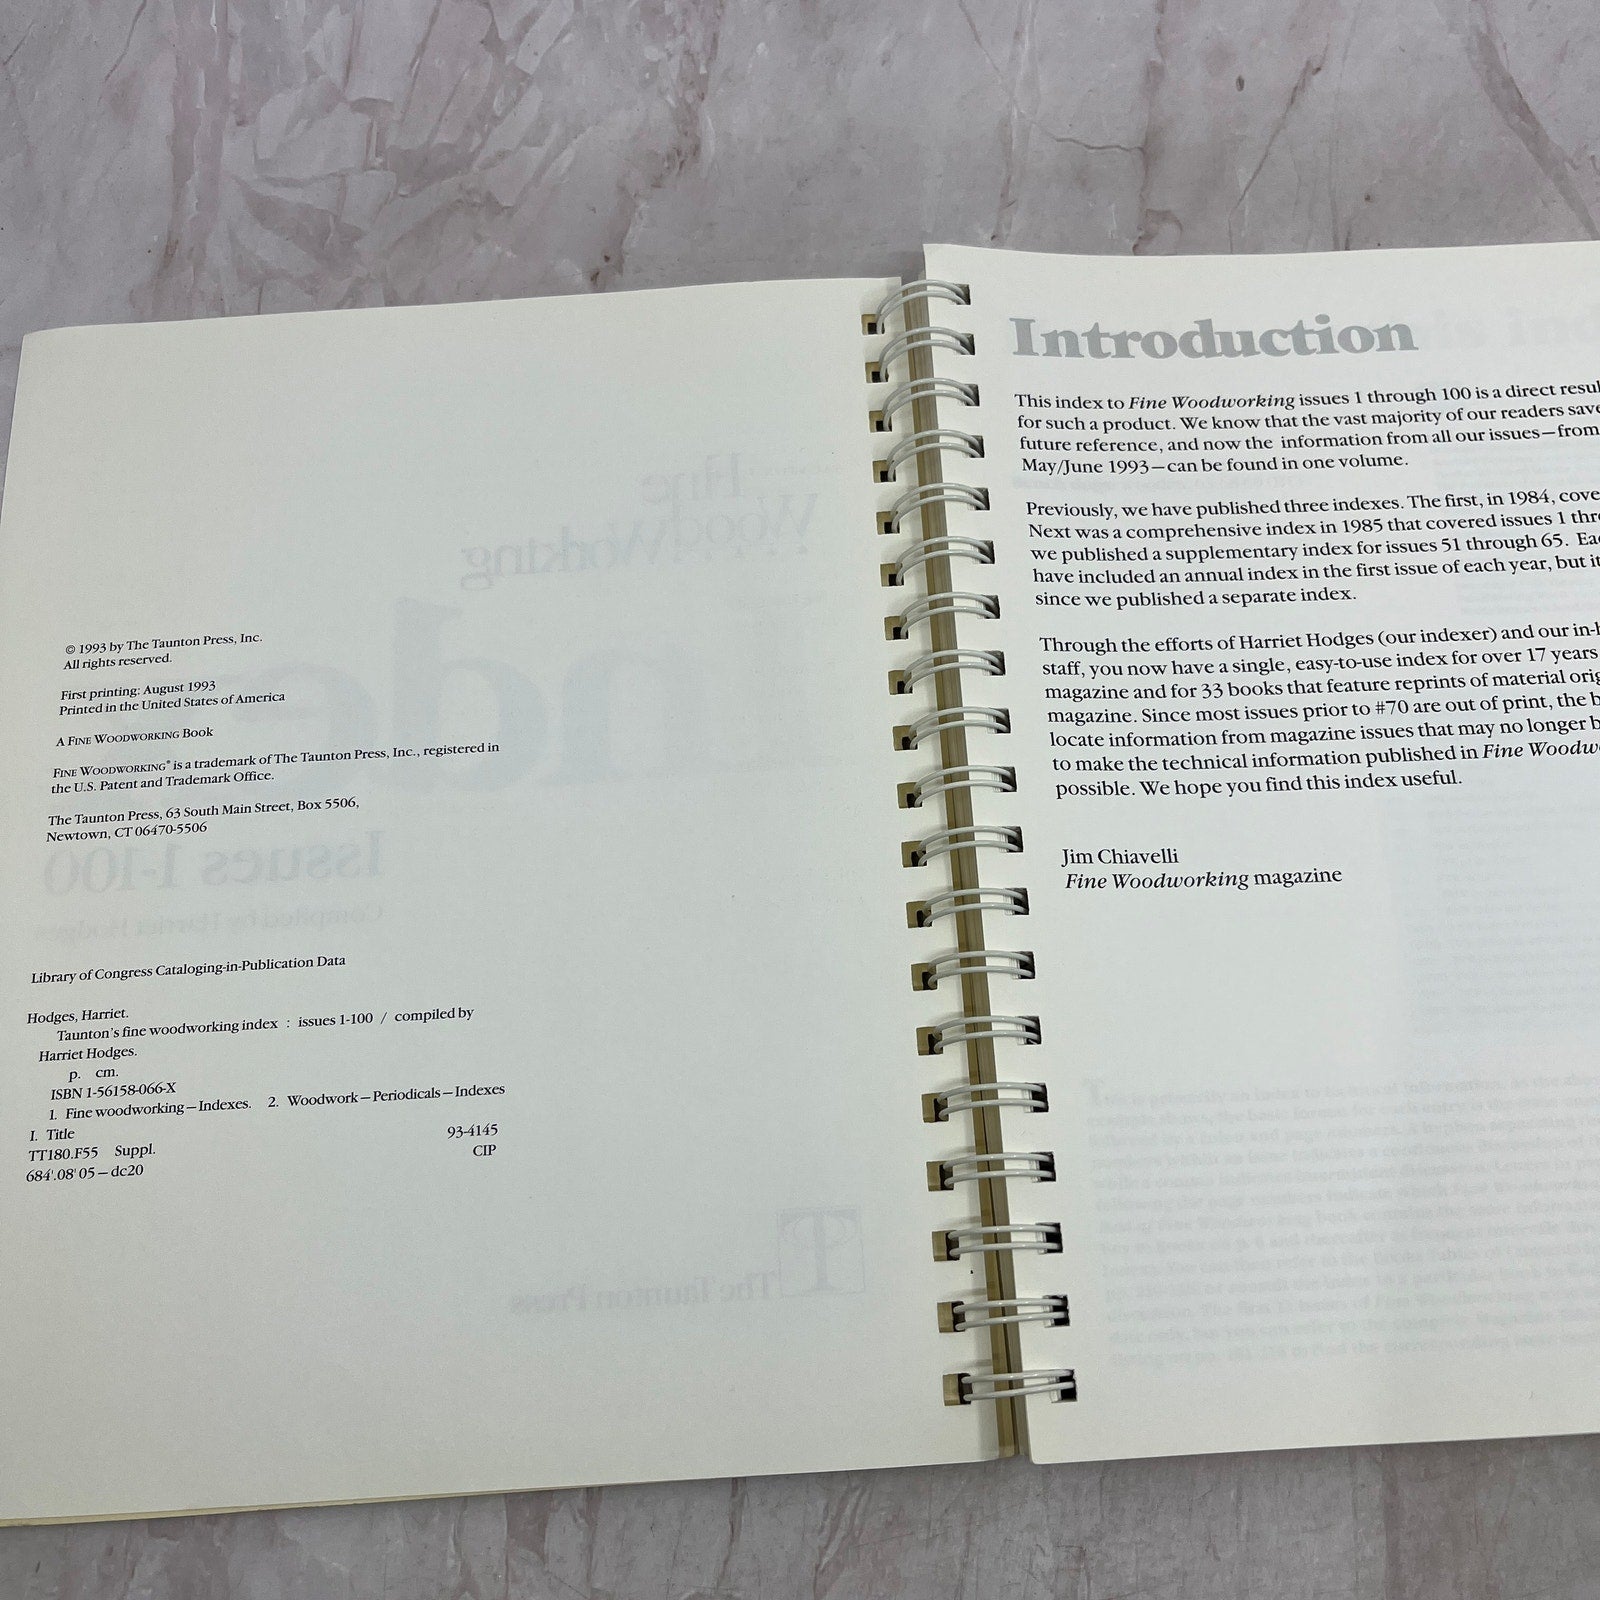 © 1993 by The Taunton Press, Inc.
All rights reserved.
First printing: August 1993
Printed in the United States of America
A FINE WOODWORKING Book
FINE WOODWORKING® is a trademark of The Taunton Press, Inc., registered in
the U.S. Patent and Trademark Office.
The Taunton Press, 63 South Main Street, Box 5506,
Newtown, CT 06470-5506
Library of Congress Cataloging-in-Publication Data
Hodges, Harriet.
Taunton's fine woodworking index : issues 1-100 / compiled by
Harriet Hodges.
p. cm.
ISBN 1-56158-066-X
1. Fine woodworking—Indexes. 2. Woodwork—Periodicals—Indexes
I. Title
TT180.F55 Suppl. 93-4145
684'.08'05—dc20 CIP
Introduction
This index to Fine Woodworking issues 1 through 100 is a direct
for such a product. We know that the vast majority of our readers
future reference, and now the information from all our issues—from
May/June 1993—can be found in one volume.
Previously, we have published three indexes. The first, in 1984,
Next was a comprehensive index in 1985 that covered issues 1
we published a supplementary index for issues 51 through 65.
have included an annual index in the first issue of each year, but
since we published a separate index.
Through the efforts of Harriet Hodges (our indexer) and our
staff, you now have a single, easy-to-use index for over 17 years
magazine and for 33 books that feature reprints of material
magazine. Since most issues prior to #70 are out of print, the
locate information from magazine issues that may no longer
to make the technical information published in Fine
possible. We hope you find this index useful.
Jim Chiavelli
Fine Woodworking magazine